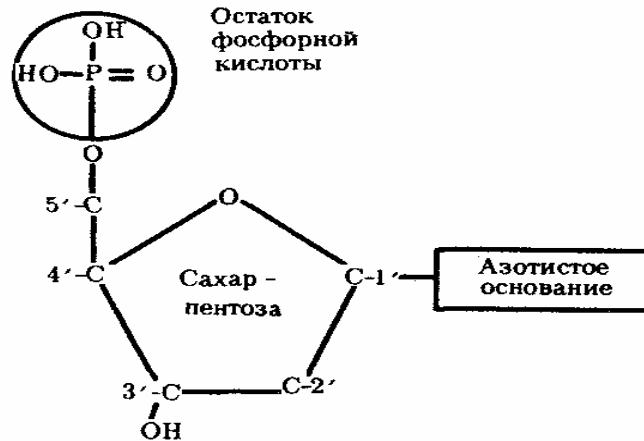 Остаток
фосфорной
кислоты
OH
HO–P=O
O
5′-C
O
4′-C
Сахар –
пентоза
C-1′
Азотистое
основание
3′-C
C-2′
OH